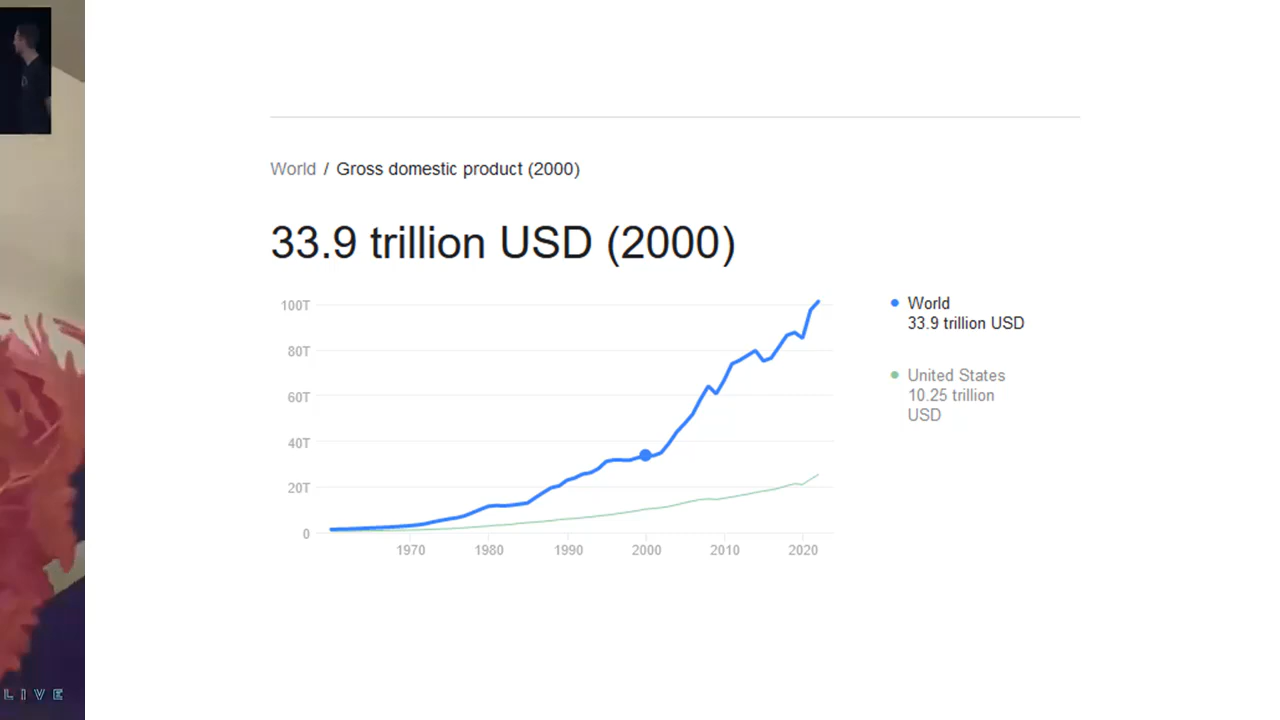 World / Gross domestic product (2000)
33.9 trillion USD (2000)
100T
80T
60T
40T
20T
0
1970 1980 1990 2000 2010 2020
World
33.9 trillion USD
United States
10.25 trillion
USD
LIVE